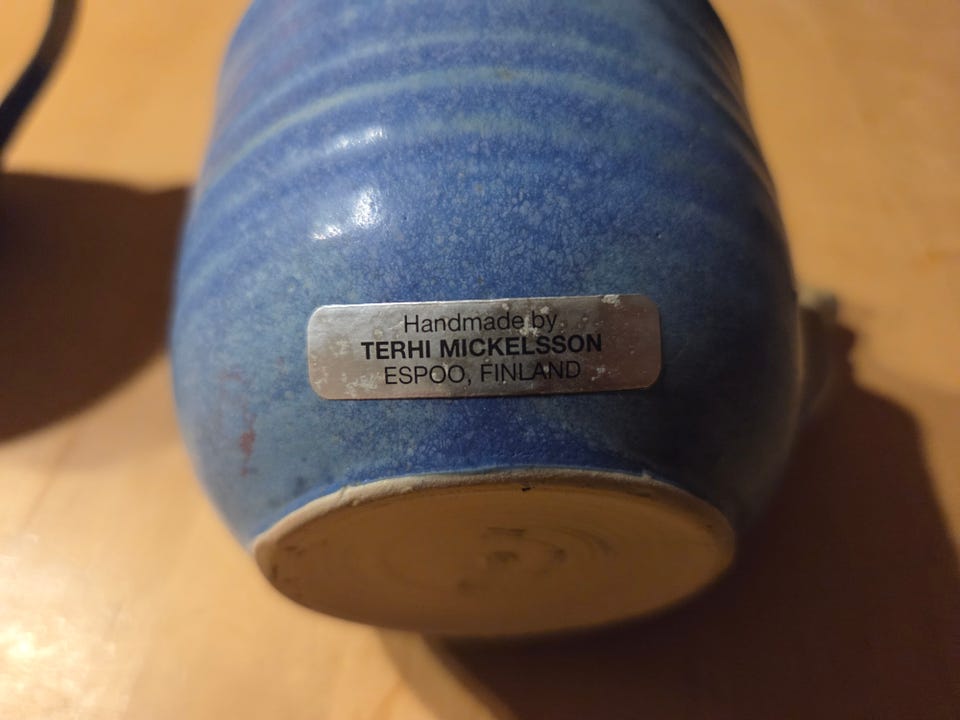 Handmade by
TERHI MICKELSSON
ESPOO, FINLAND